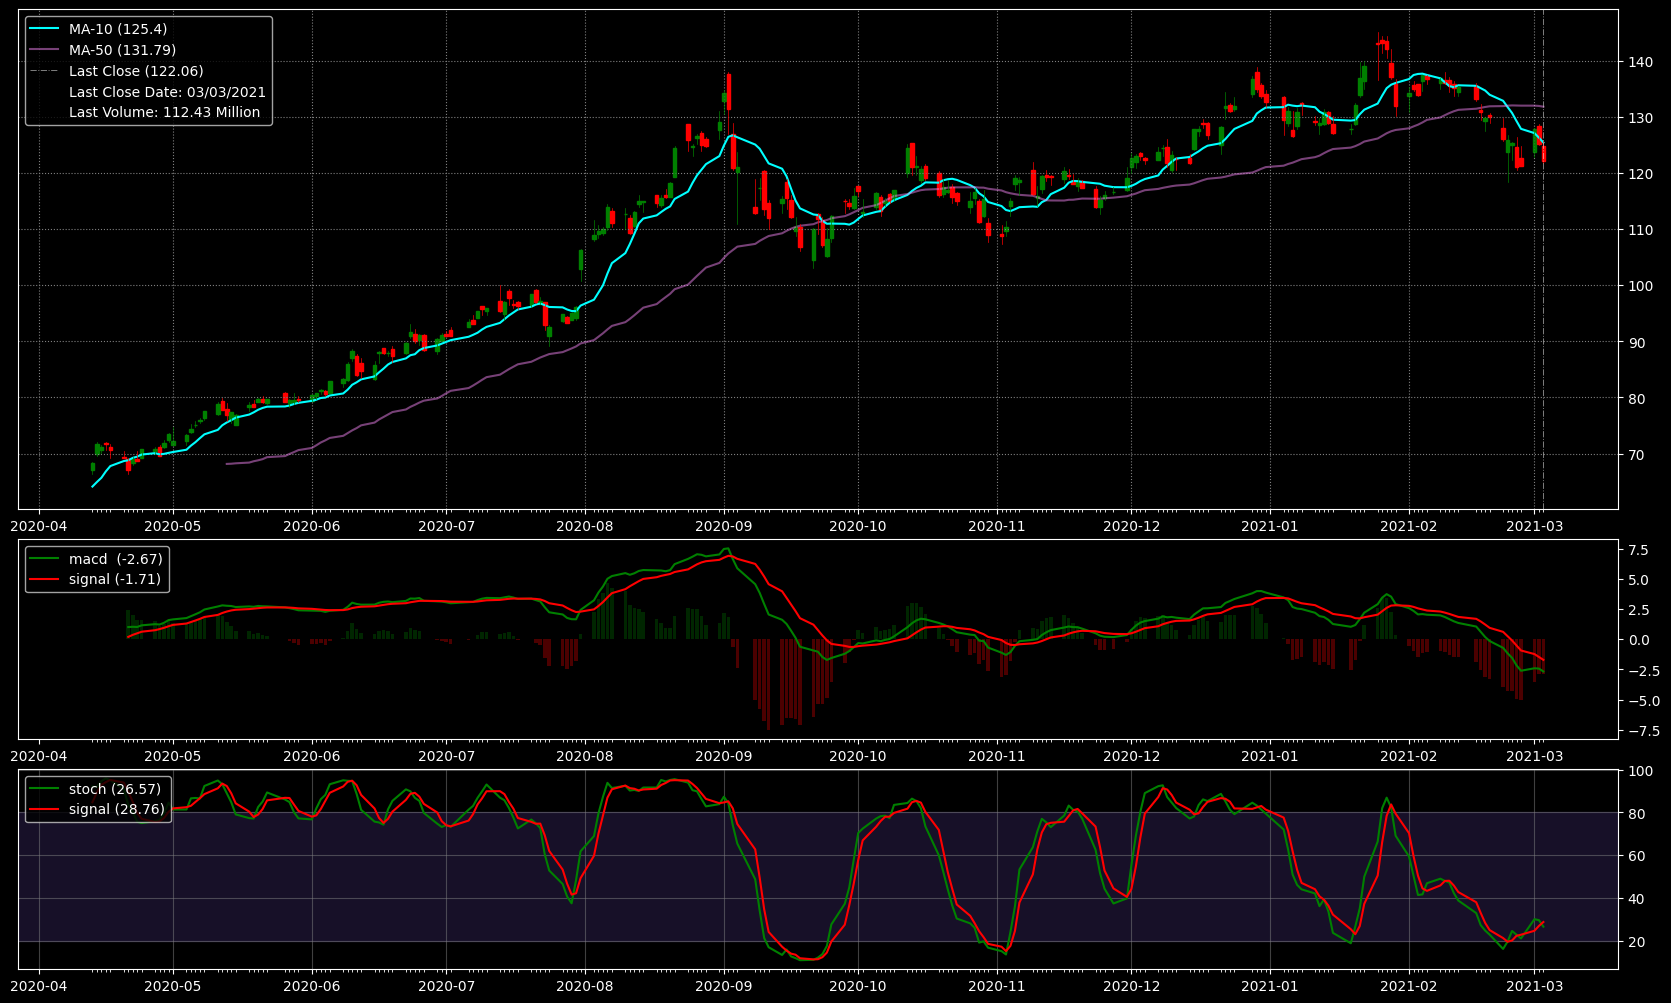 MA-10 (125.4)
MA-50 (131.79)
Last Close (122.06)
Last Close Date: 03/03/2021
Last Volume: 112.43 Million
140
130
120
110
100
90
80
70
2020-04 2020-05 2020-06 2020-07 2020-08 2020-09 2020-10 2020-11 2020-12 2021-01 2021-02 2021-03
macd  (-2.67)
signal (-1.71)
7.5
5.0
2.5
0.0
−2.5
−5.0
−7.5
2020-04 2020-05 2020-06 2020-07 2020-08 2020-09 2020-10 2020-11 2020-12 2021-01 2021-02 2021-03
stoch (26.57)
signal (28.76)
100
80
60
40
20
2020-04 2020-05 2020-06 2020-07 2020-08 2020-09 2020-10 2020-11 2020-12 2021-01 2021-02 2021-03